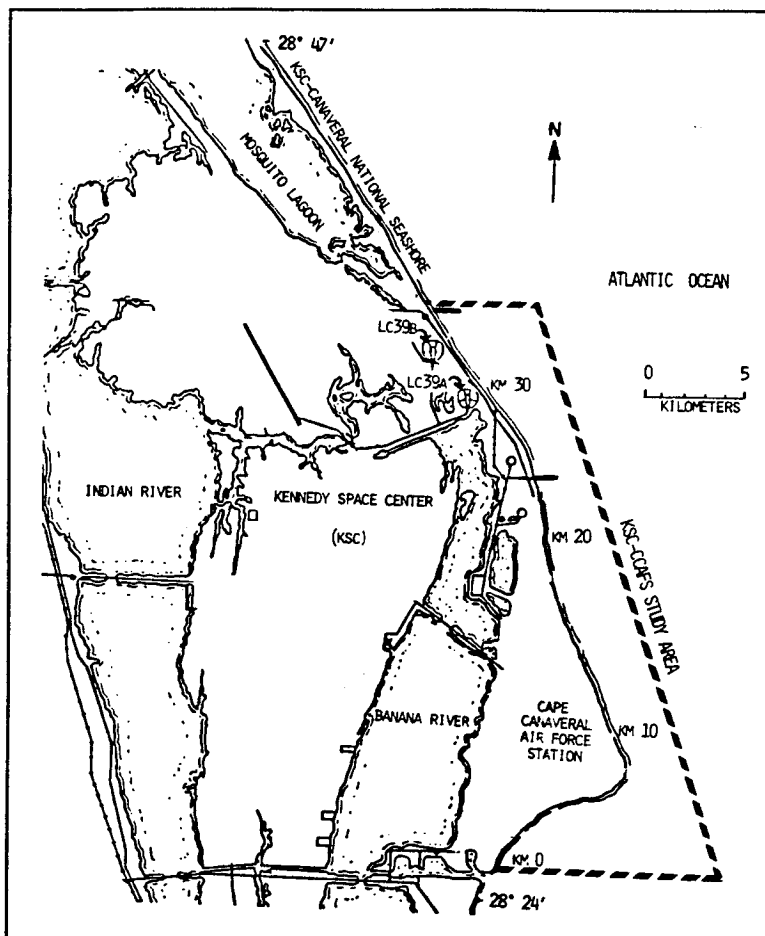 28° 47'
KSC-CANAVERAL NATIONAL SEASHORE
MOSQUITO LAGOON
N
ATLANTIC OCEAN
LC39B
LC39A
KM 30
0 5
KILOMETERS
INDIAN RIVER
KENNEDY SPACE CENTER
(KSC)
KM 20
KSC-CCAFS STUDY AREA
BANANA RIVER
CAPE
CANAVERAL
AIR FORCE
STATION
KM 10
KM 0
28° 24'